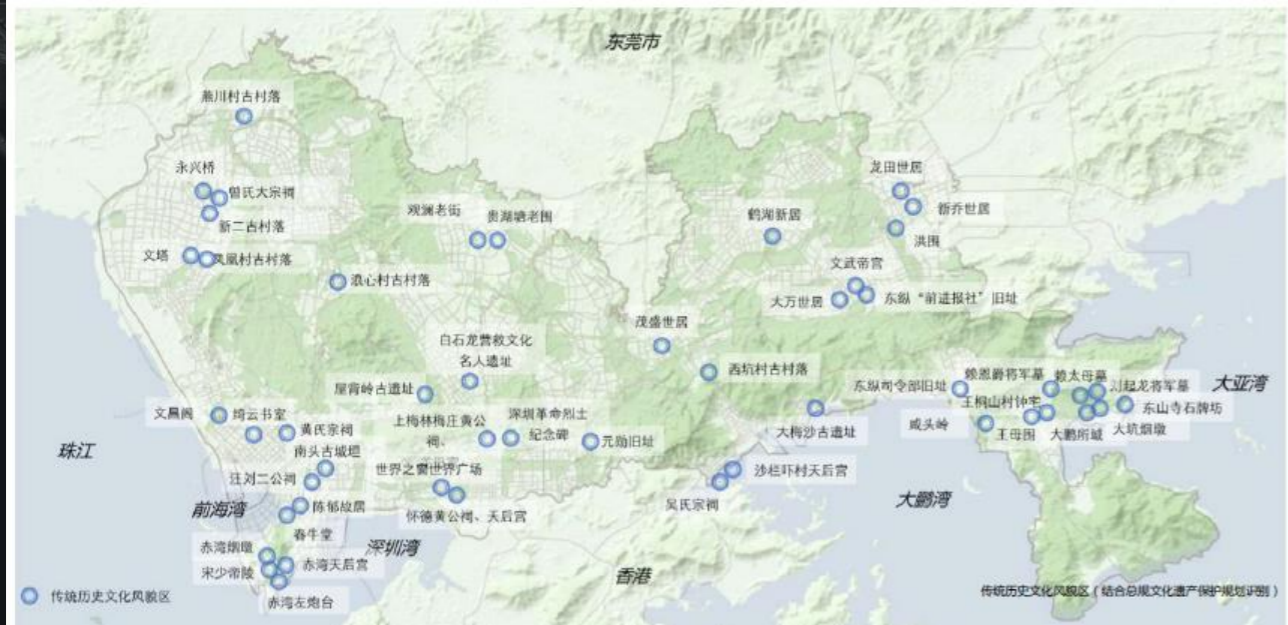 东莞市
燕川村古村落
永兴桥
曾氏大宗祠
新二古村落
文塔
凤凰村古村落
浪心村古村落
观澜老街
贵湖塘老围
鹤湖新居
龙田世居
新乔世居
洪围
文武帝宫
大万世居
东纵“前进报社”旧址
茂盛世居
西坑村古村落
白石龙营救文化
名人遗址
屋背岭古遗址
上梅林梅庄黄公
祠、
深圳革命烈士
纪念碑
元勋旧址
大梅沙古遗址
东纵司令部旧址
赖恩爵将军墓
赖太母墓
刘起龙将军墓
王桐山村钟宅
东山寺石牌坊
咸头岭
王母围
大鹏所城
大坑烟墩
大亚湾
文昌阁
绮云书室
黄氏宗祠
南头古城垣
汪刘二公祠
世界之窗世界广场
怀德黄公祠、天后宫
沙栏吓村天后宫
吴氏宗祠
珠江
前海湾
陈郁故居
春牛堂
深圳湾
大鹏湾
赤湾烟墩
赤湾天后宫
宋少帝陵
赤湾左炮台
香港
传统历史文化风貌区
传统历史文化风貌区（结合总规文化遗产保护规划识别）